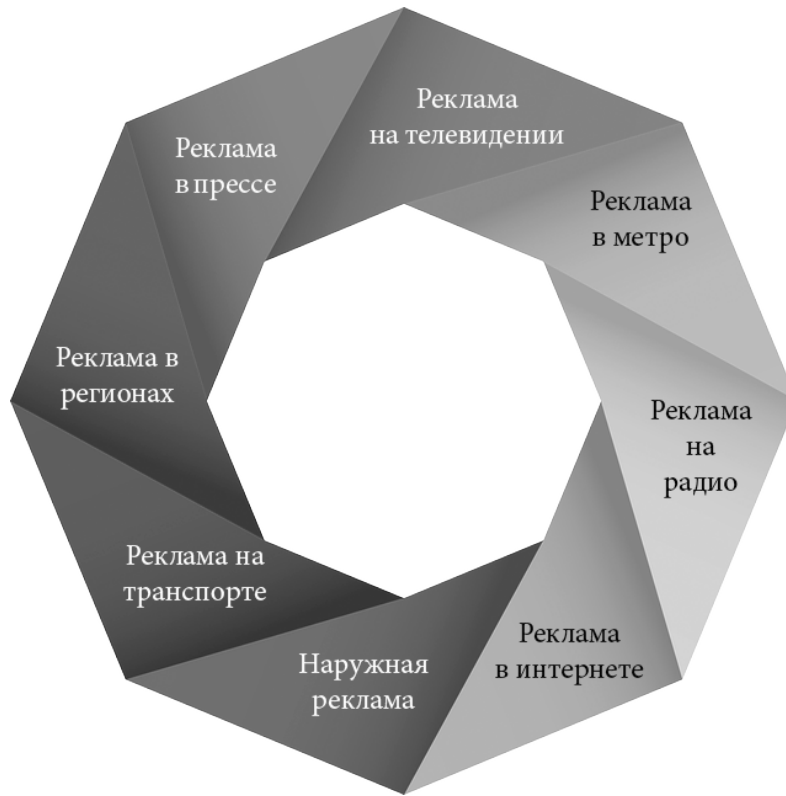 Реклама
на телевидении
Реклама
в метро
Реклама
на
радио
Реклама
в интернете
Наружная
реклама
Реклама на
транспорте
Реклама в
регионах
Реклама
в прессе